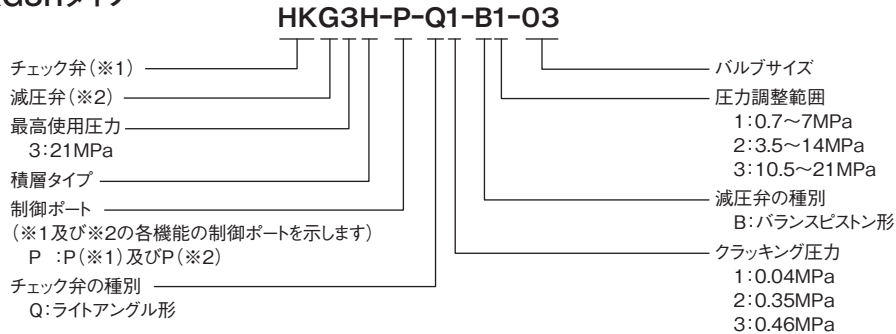 HKG3H-P-Q1-B1-03
チェック弁(※1)
減圧弁(※2)
最高使用圧力
3:21MPa
積層タイプ
制御ポート
(※1及び※2の各機能の制御ポートを示します)
P :P(※1)及びP(※2)
チェック弁の種別
Q:ライトアングル形
バルブサイズ
圧力調整範囲
1:0.7〜7MPa
2:3.5〜14MPa
3:10.5〜21MPa
減圧弁の種別
B:バランスピストン形
クラッキング圧力
1:0.04MPa
2:0.35MPa
3:0.46MPa